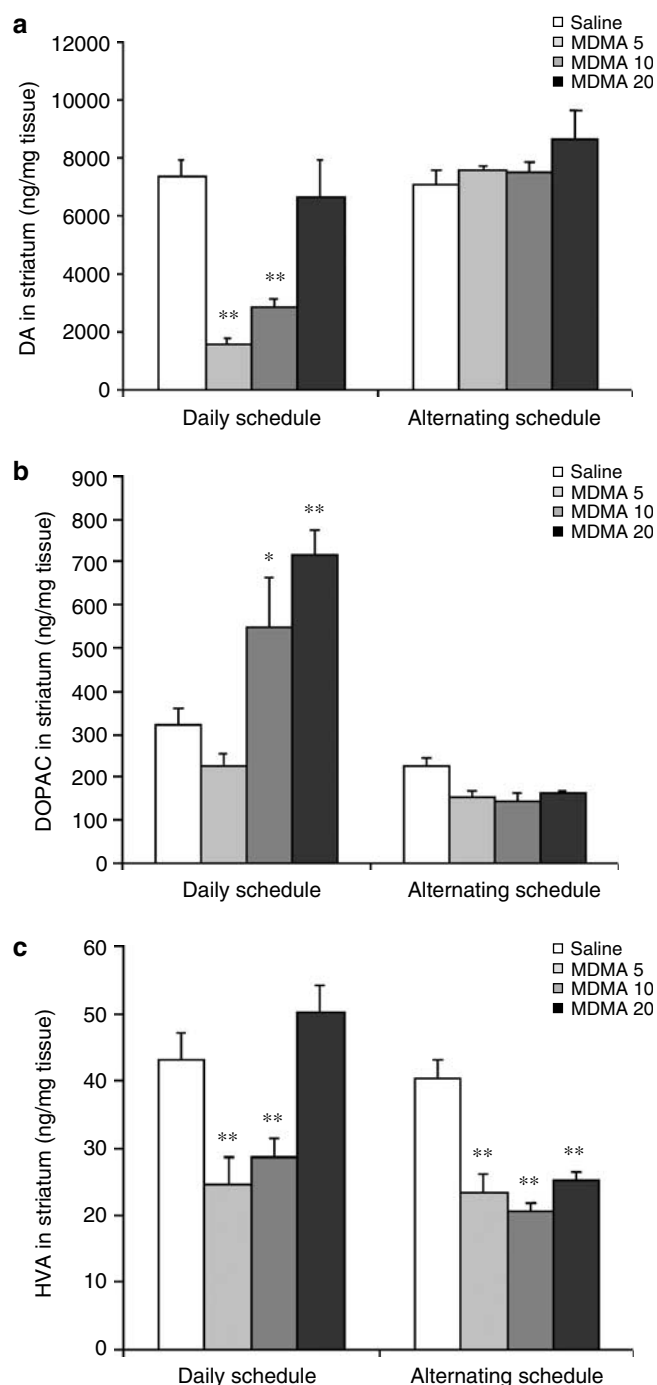 a
Saline
MDMA 5
MDMA 10
MDMA 20
DA in striatum (ng/mg tissue)
12000
10000
8000
6000
4000
2000
0
**
**
Daily schedule
Alternating schedule
b
Saline
MDMA 5
MDMA 10
MDMA 20
DOPAC in striatum (ng/mg tissue)
900
800
700
600
500
400
300
200
100
0
*
**
Daily schedule
Alternating schedule
c
Saline
MDMA 5
MDMA 10
MDMA 20
HVA in striatum (ng/mg tissue)
60
50
40
30
20
10
0
**
**
**
**
**
Daily schedule
Alternating schedule